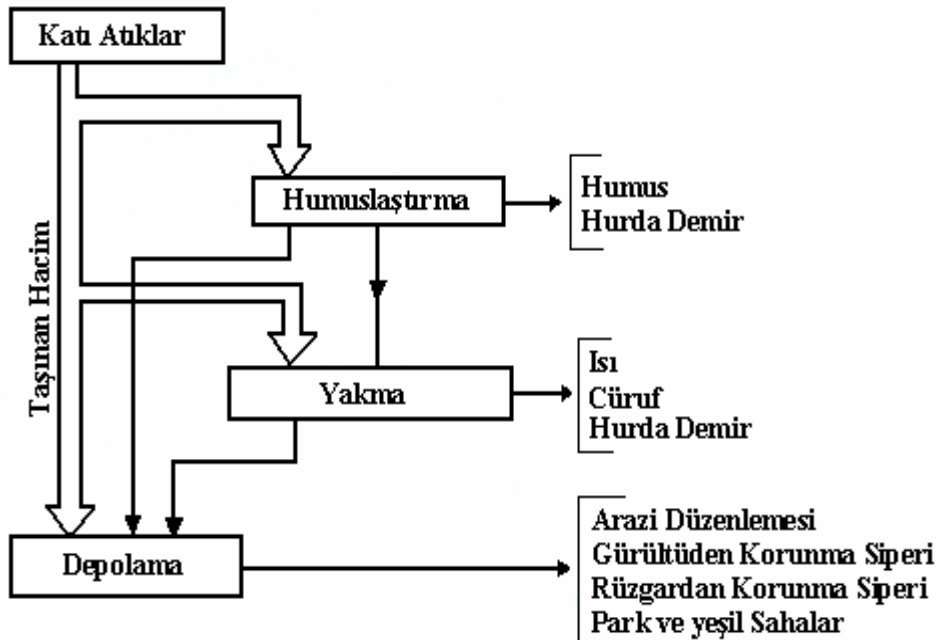 Katı Atıklar
Humuslaştırma
Humus
Hurda Demir
Taşınan Hacim
Yakma
Isı
Cüruf
Hurda Demir
Depolama
Arazi Düzenlemesi
Gürültüden Korunma Siperi
Rüzgardan Korunma Siperi
Park ve yeşil Sahalar